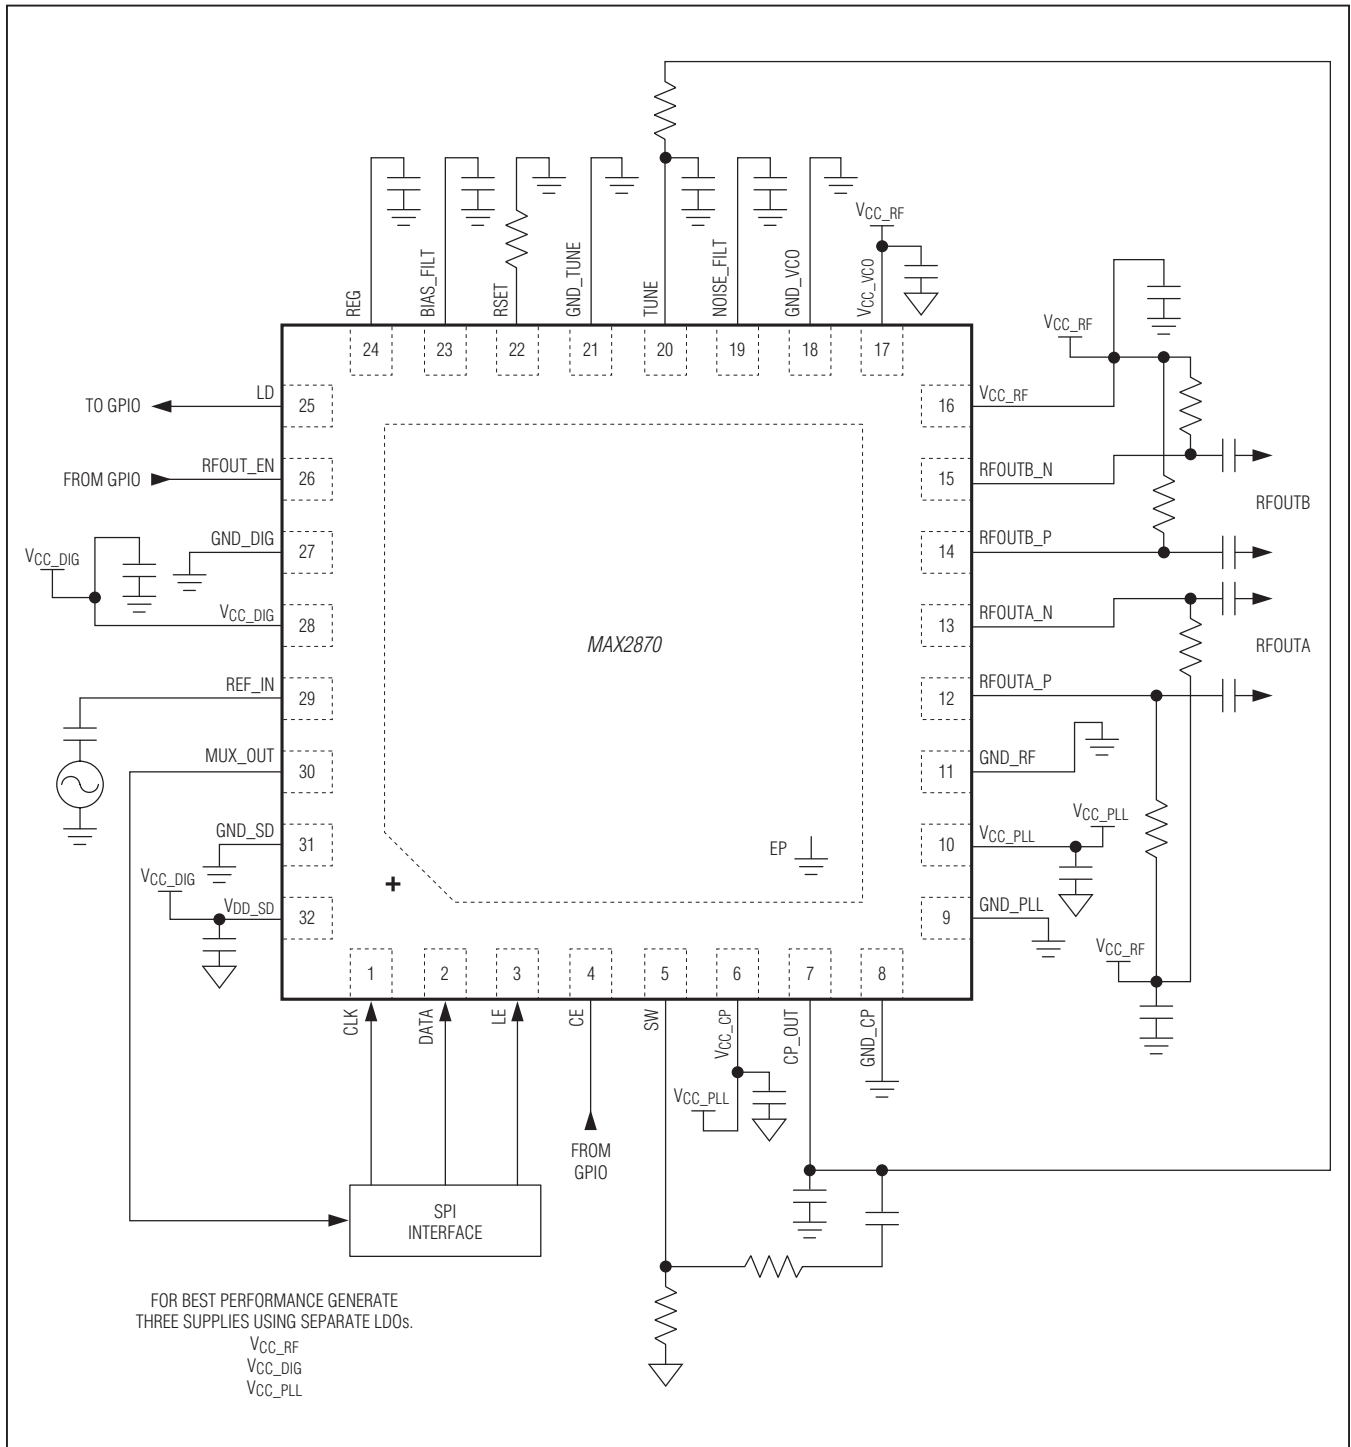 VCC_RF
REG
BIAS_FILT
RSET
GND_TUNE
TUNE
NOISE_FILT
GND_VCO
VCC_VCO
24
23
22
21
20
19
18
17
TO GPIO
LD
25
FROM GPIO
RFOUT_EN
26
GND_DIG
27
VCC_DIG
VCC_DIG
28
REF_IN
29
MUX_OUT
30
GND_SD
31
VCC_DIG
VDD_SD
32
MAX2870
EP
+
VCC_RF
16
VCC_RF
15
RFOUTB_N
RFOUTB
14
RFOUTB_P
13
RFOUTA_N
RFOUTA
12
RFOUTA_P
11
GND_RF
VCC_PLL
10
VCC_PLL
9
GND_PLL
VCC_RF
1
2
3
4
5
6
7
8
CLK
DATA
LE
CE
SW
VCC_CP
CP_OUT
GND_CP
VCC_PLL
FROM
GPIO
SPI
INTERFACE
FOR BEST PERFORMANCE GENERATE
THREE SUPPLIES USING SEPARATE LDOs.
VCC_RF
VCC_DIG
VCC_PLL